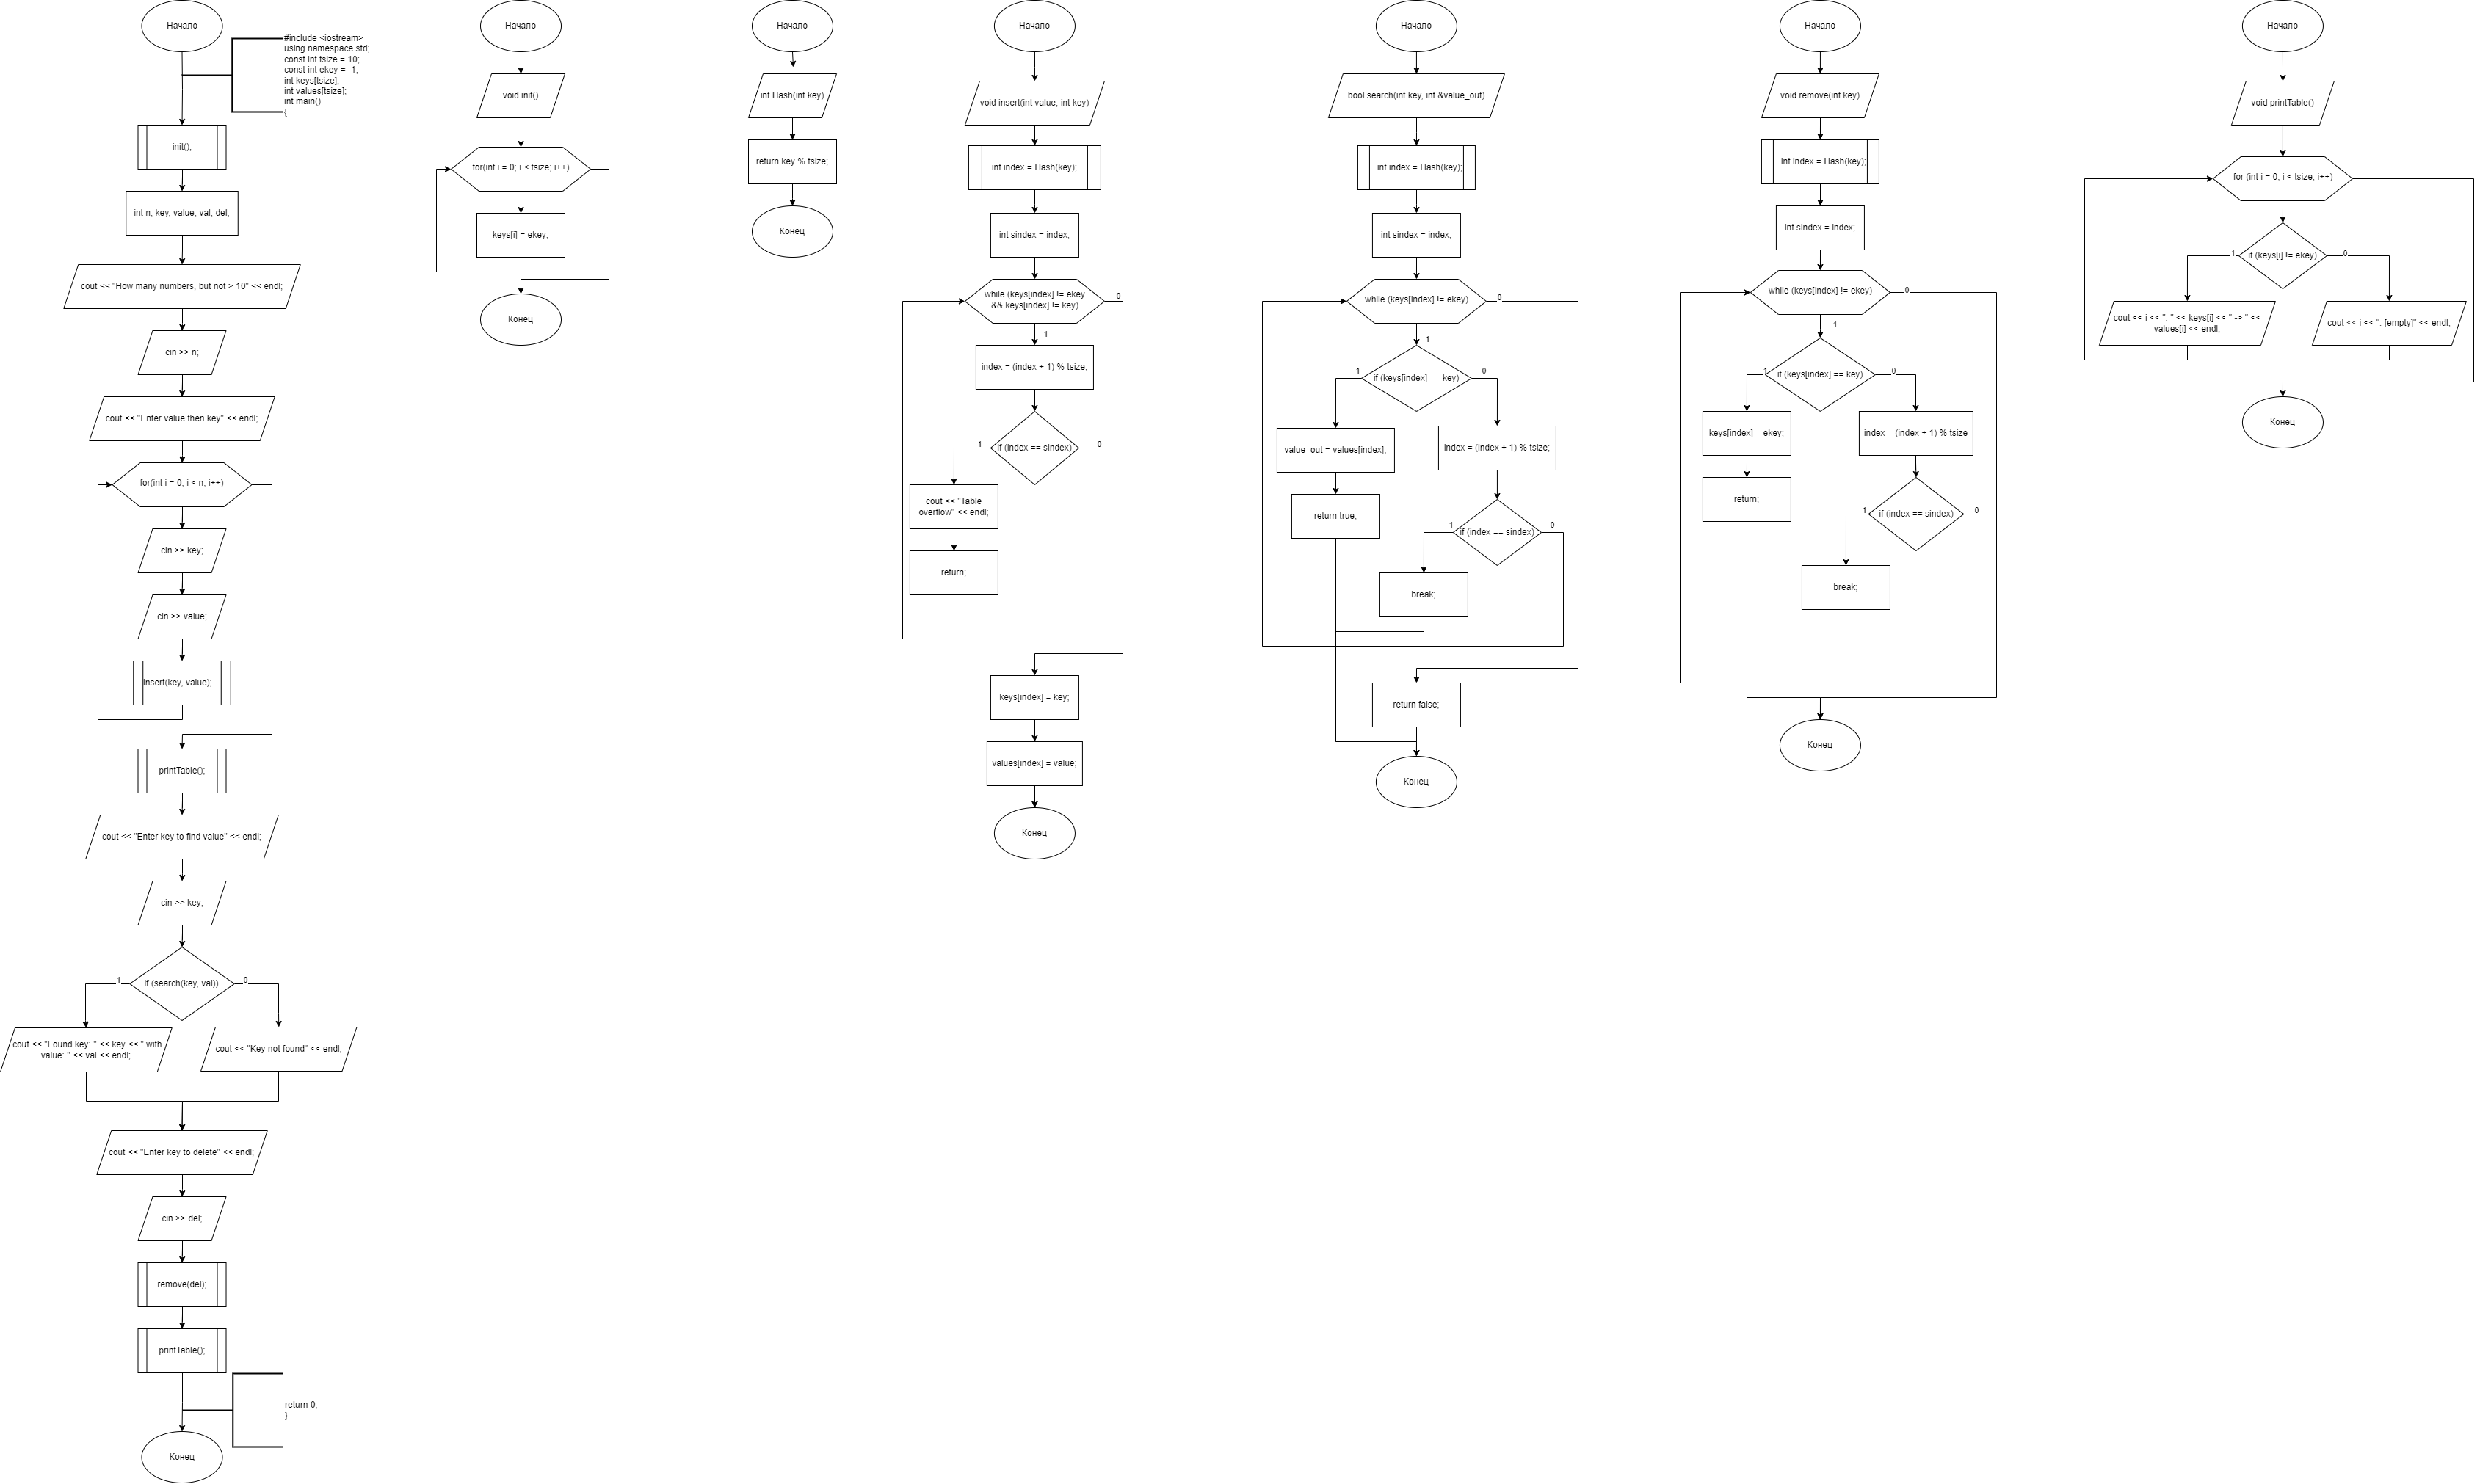 Начало
#include <iostream>
using namespace std;
const int tsize = 10;
const int ekey = -1;
int keys[tsize];
int values[tsize];
int main()
{
init();
int n, key, value, val, del;
cout << "How many numbers, but not > 10" << endl;
cin >> n;
cout << "Enter value then key" << endl;
for(int i = 0; i < n; i++)
cin >> key;
cin >> value;
insert(key, value);
printTable();
cout << "Enter key to find value" << endl;
cin >> key;
if (search(key, val))
1
0
cout << "Found key: " << key << " with
value: " << val << endl;
cout << "Key not found" << endl;
cout << "Enter key to delete" << endl;
cin >> del;
remove(del);
printTable();
return 0;
}
Конец
Начало
void init()
for(int i = 0; i < tsize; i++)
keys[i] = ekey;
Конец
Начало
int Hash(int key)
return key % tsize;
Конец
Начало
void insert(int value, int key)
int index = Hash(key);
int sindex = index;
while (keys[index] != ekey
&& keys[index] != key)
0
1
index = (index + 1) % tsize;
if (index == sindex)
1
0
cout << "Table
overflow" << endl;
return;
keys[index] = key;
values[index] = value;
Конец
Начало
bool search(int key, int &value_out)
int index = Hash(key);
int sindex = index;
while (keys[index] != ekey)
0
1
if (keys[index] == key)
1
0
value_out = values[index];
return true;
index = (index + 1) % tsize;
if (index == sindex)
1
0
break;
return false;
Конец
Начало
void remove(int key)
int index = Hash(key);
int sindex = index;
while (keys[index] != ekey)
0
1
if (keys[index] == key)
1
0
keys[index] = ekey;
return;
index = (index + 1) % tsize
if (index == sindex)
1
0
break;
Конец
Начало
void printTable()
for (int i = 0; i < tsize; i++)
if (keys[i] != ekey)
1
0
cout << i << ": " << keys[i] << " -> " <<
values[i] << endl;
cout << i << ": [empty]" << endl;
Конец